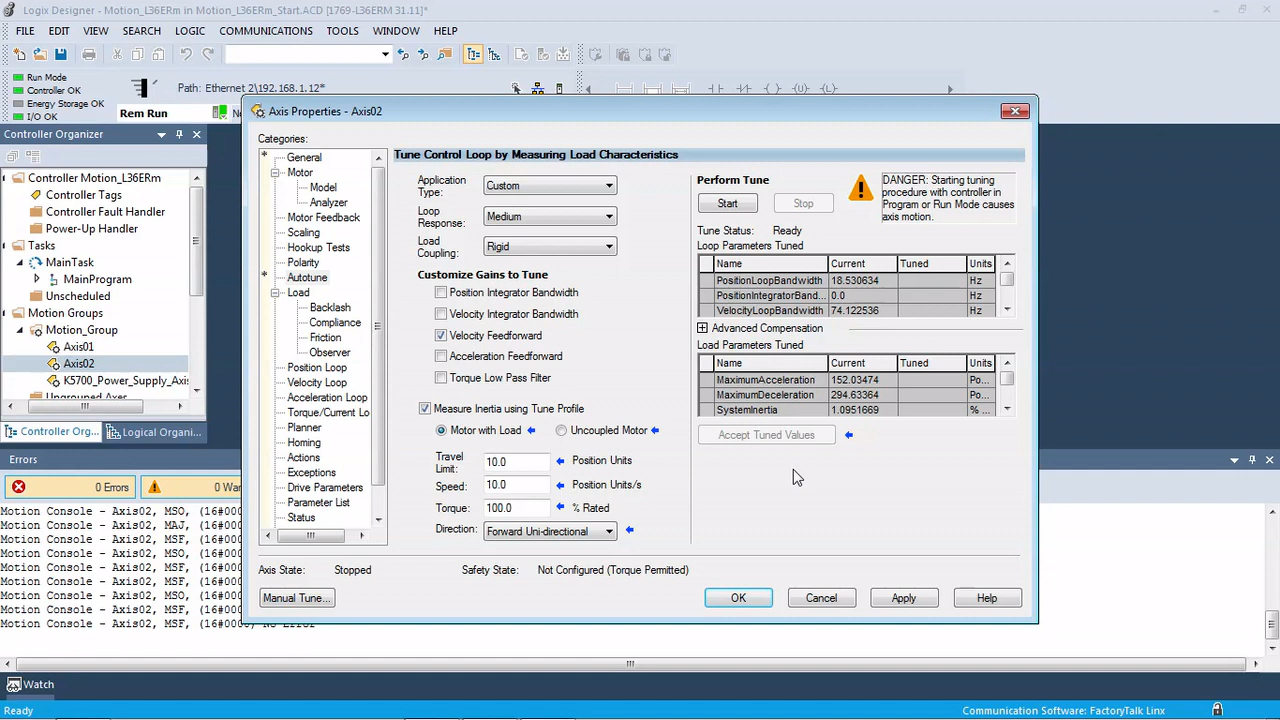 Logix Designer - Motion_L36ERm in Motion_L36ERm_Start.ACD [1769-L36ERM 31.11]*
FILE EDIT VIEW SEARCH LOGIC COMMUNICATIONS TOOLS WINDOW HELP
Run Mode
Controller OK
Energy Storage OK
I/O OK
Path: Ethernet 2\192.168.1.12*
Rem Run
Controller Organizer
Controller Motion_L36ERm
Controller Tags
Controller Fault Handler
Power-Up Handler
Tasks
MainTask
MainProgram
Unscheduled
Motion Groups
Motion_Group
Axis01
Axis02
K5700_Power_Supply_Axis
Ungrouped Axes
Controller Org...
Logical Organi...
Axis Properties - Axis02
Categories:
General
Motor
Model
Analyzer
Motor Feedback
Scaling
Hookup Tests
Polarity
Autotune
Load
Backlash
Compliance
Friction
Observer
Position Loop
Velocity Loop
Acceleration Loop
Torque/Current Lo
Planner
Homing
Actions
Exceptions
Drive Parameters
Parameter List
Status
Tune Control Loop by Measuring Load Characteristics
Application Type: Custom
Loop Response: Medium
Load Coupling: Rigid
Customize Gains to Tune
Position Integrator Bandwidth
Velocity Integrator Bandwidth
Velocity Feedforward
Acceleration Feedforward
Torque Low Pass Filter
Measure Inertia using Tune Profile
Motor with Load Uncoupled Motor
Travel Limit: 10.0 Position Units
Speed: 10.0 Position Units/s
Torque: 100.0 % Rated
Direction: Forward Uni-directional
Perform Tune
Start Stop
DANGER: Starting tuning
procedure with controller in
Program or Run Mode causes
axis motion.
Tune Status: Ready
Loop Parameters Tuned
Name Current Tuned Units
PositionLoopBandwidth 18.530634 Hz
PositionIntegratorBand... 0.0 Hz
VelocityLoopBandwidth 74.122536 Hz
Advanced Compensation
Load Parameters Tuned
Name Current Tuned Units
MaximumAcceleration 152.03474 Po...
MaximumDeceleration 294.63364 Po...
SystemInertia 1.0951669 % ...
Accept Tuned Values
Axis State: Stopped Safety State: Not Configured (Torque Permitted)
Manual Tune... OK Cancel Apply Help
Errors
0 Errors 0 War
Motion Console - Axis02, MSO, (16#000
Motion Console - Axis02, MAJ, (16#000
Motion Console - Axis02, MSF, (16#000
Motion Console - Axis02, MSO, (16#000
Motion Console - Axis02, MSF, (16#000
Motion Console - Axis02, MSO, (16#000
Motion Console - Axis02, MSO, (16#000
Motion Console - Axis02, MSF, (16#0000) No Error
Watch
Ready Communication Software: FactoryTalk Linx